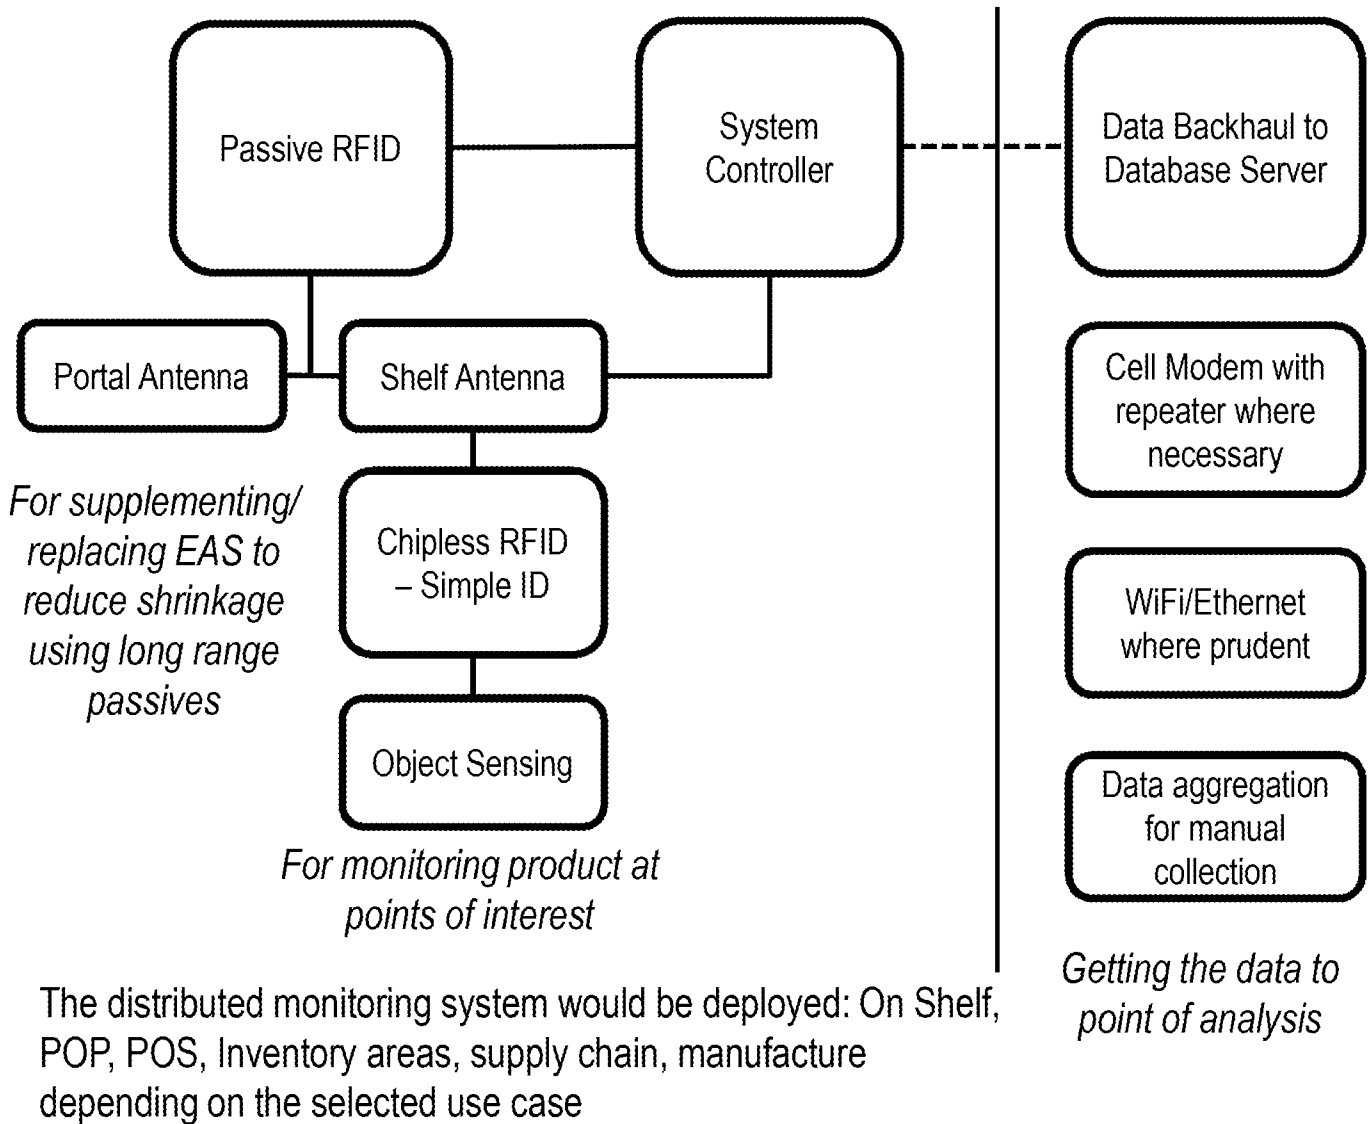 Passive RFID
System
Controller
Data Backhaul to
Database Server
Portal Antenna
Shelf Antenna
Cell Modem with
repeater where
necessary
For supplementing/
replacing EAS to
reduce shrinkage
using long range
passives
Chipless RFID
– Simple ID
WiFi/Ethernet
where prudent
Object Sensing
Data aggregation
for manual
collection
For monitoring product at
points of interest
Getting the data to
point of analysis
The distributed monitoring system would be deployed: On Shelf,
POP, POS, Inventory areas, supply chain, manufacture
depending on the selected use case